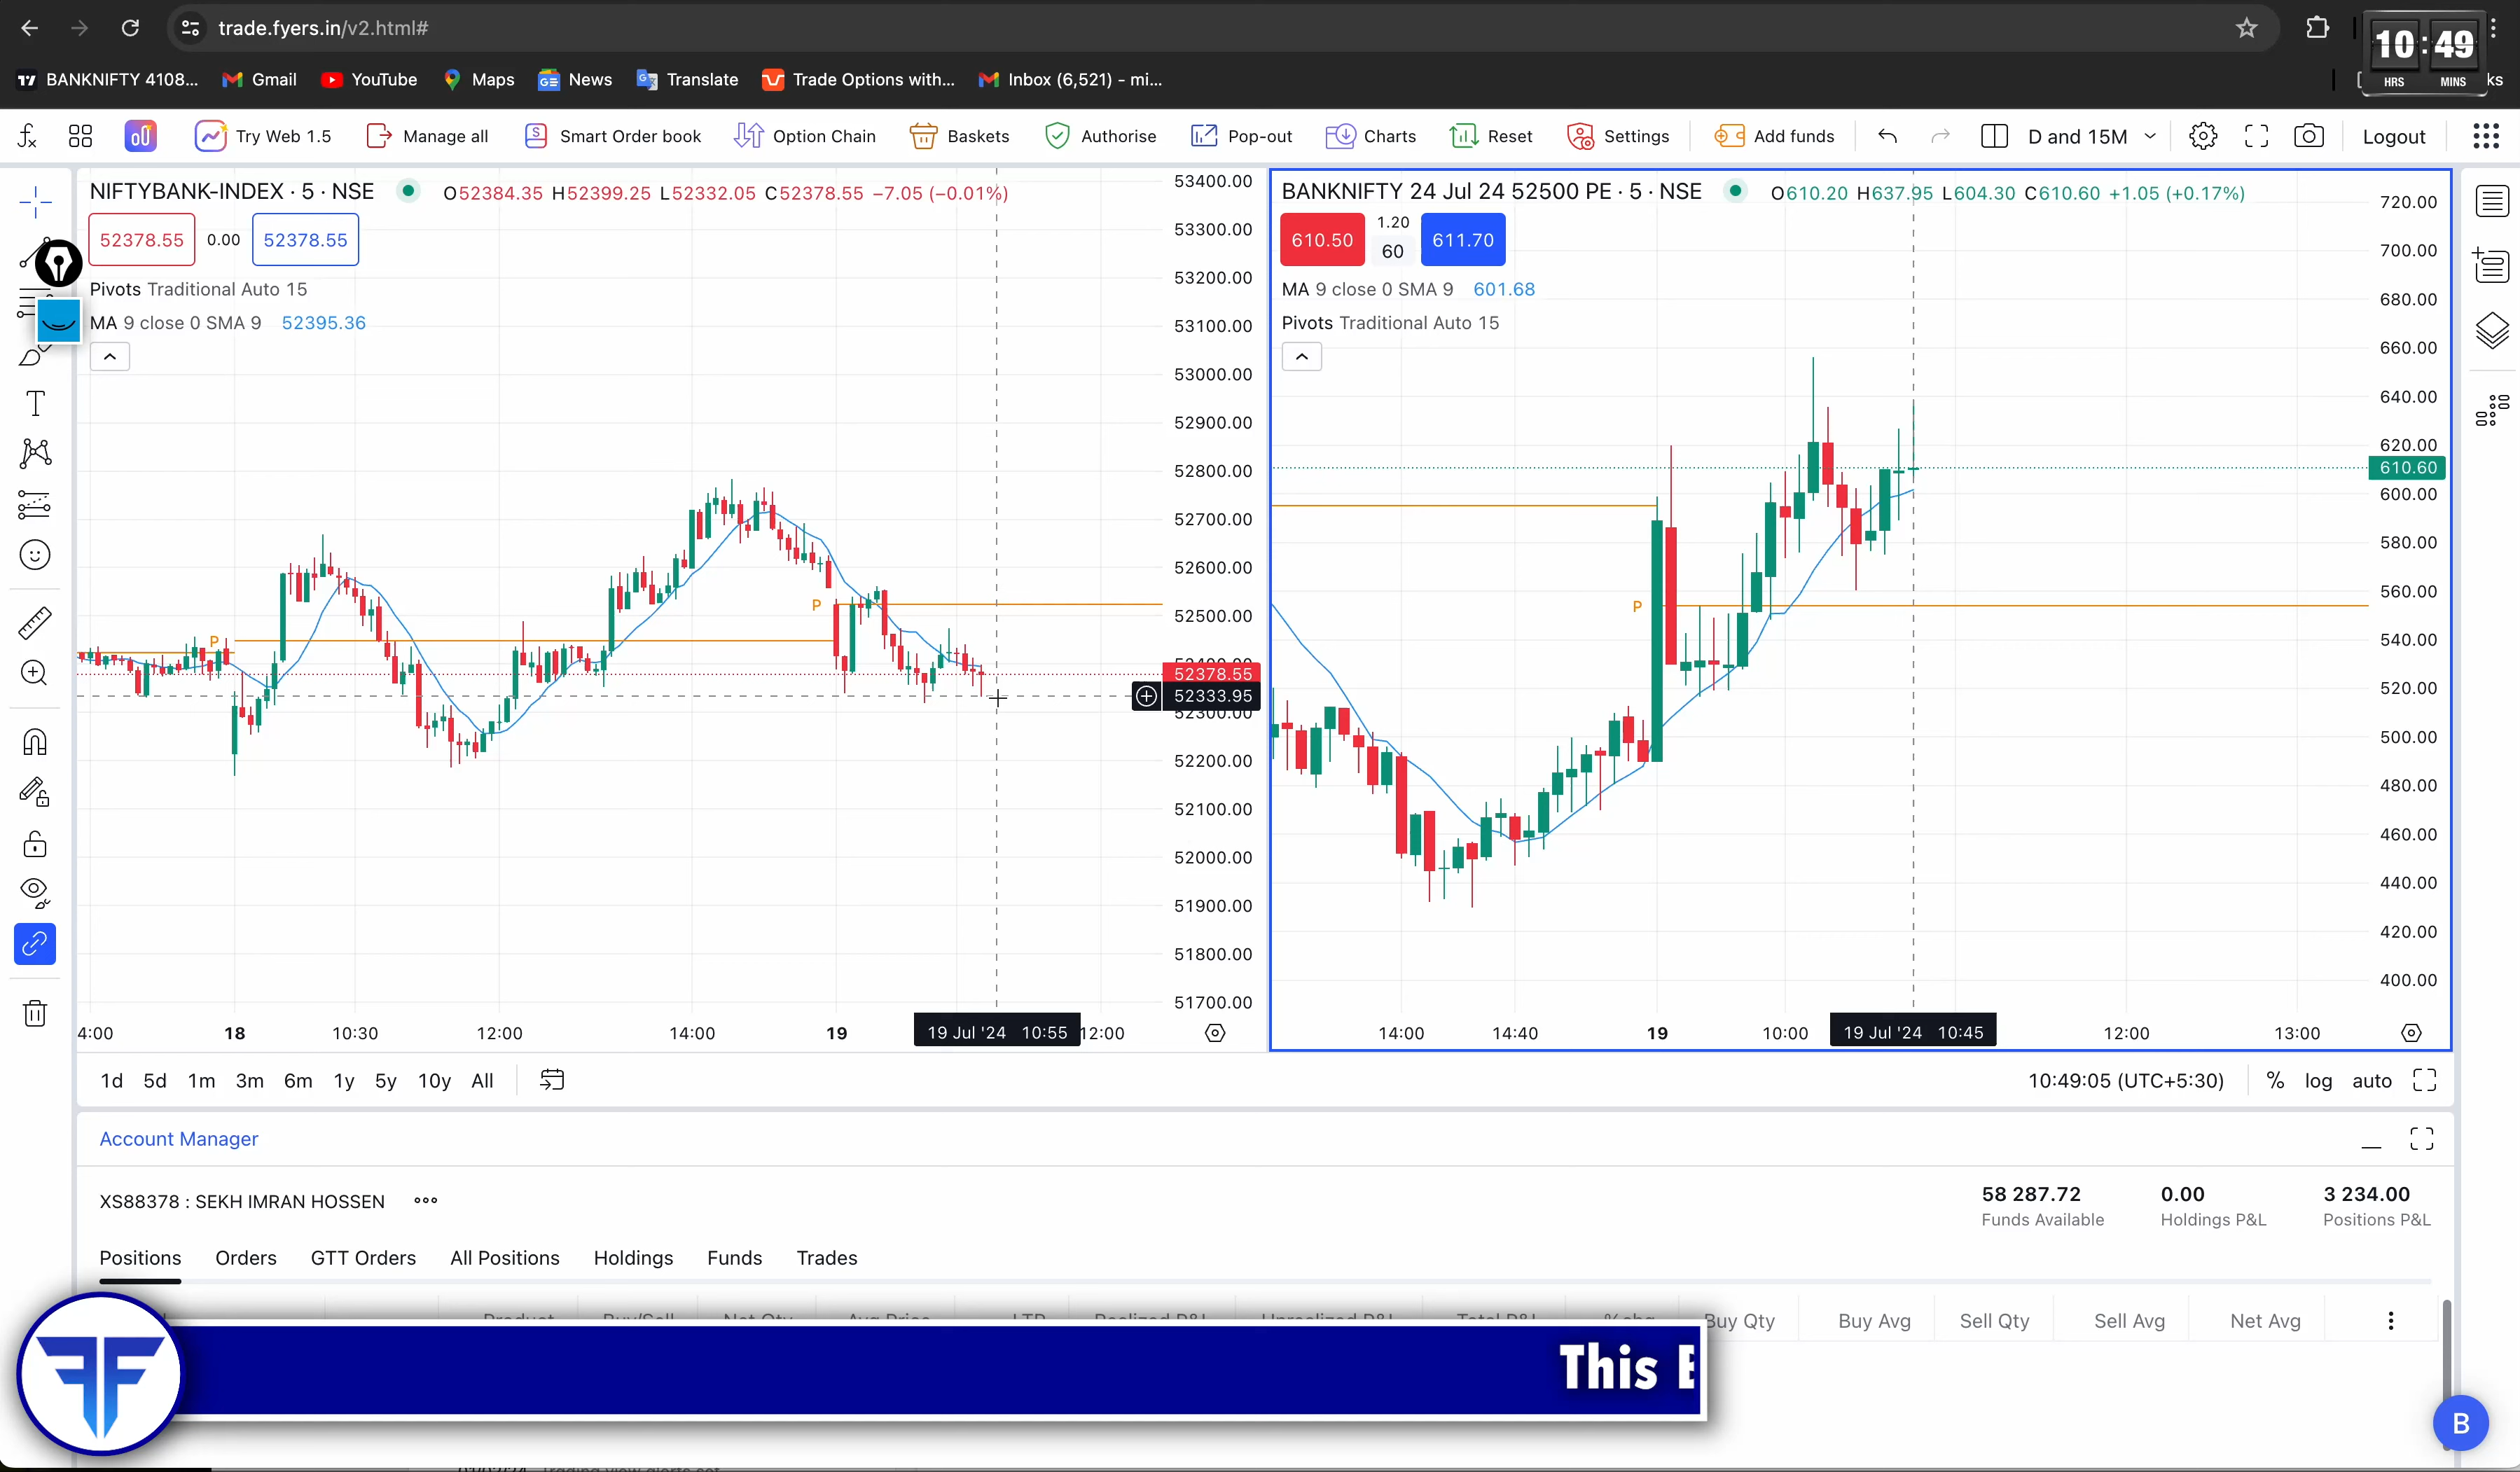 trade.fyers.in/v2.html#
10:49
HRS MINS
BANKNIFTY 4108...
Gmail
YouTube
Maps
News
Translate
Trade Options with...
Inbox (6,521) - mi...
Try Web 1.5
Manage all
Smart Order book
Option Chain
Baskets
Authorise
Pop-out
Charts
Reset
Settings
Add funds
D and 15M
Logout
NIFTYBANK-INDEX · 5 · NSE
O52384.35 H52399.25 L52332.05 C52378.55 −7.05 (−0.01%)
52378.55 0.00 52378.55
Pivots Traditional Auto 15
MA 9 close 0 SMA 9 52395.36
P
P
53400.00
53300.00
53200.00
53100.00
53000.00
52900.00
52800.00
52700.00
52600.00
52500.00
52378.55
52333.95
52300.00
52200.00
52100.00
52000.00
51900.00
51800.00
51700.00
4:00 18 10:30 12:00 14:00 19 19 Jul '24 10:55 12:00
BANKNIFTY 24 Jul 24 52500 PE · 5 · NSE
O610.20 H637.95 L604.30 C610.60 +1.05 (+0.17%)
610.50 1.20 60 611.70
MA 9 close 0 SMA 9 601.68
Pivots Traditional Auto 15
P
720.00
700.00
680.00
660.00
640.00
620.00
610.60
600.00
580.00
560.00
540.00
520.00
500.00
480.00
460.00
440.00
420.00
400.00
14:00 14:40 19 10:00 19 Jul '24 10:45 12:00 13:00
1d 5d 1m 3m 6m 1y 5y 10y All
10:49:05 (UTC+5:30) % log auto
Account Manager
XS88378 : SEKH IMRAN HOSSEN
58 287.72 0.00 3 234.00
Funds Available Holdings P&L Positions P&L
Positions Orders GTT Orders All Positions Holdings Funds Trades
Buy Qty Buy Avg Sell Qty Sell Avg Net Avg
This
B